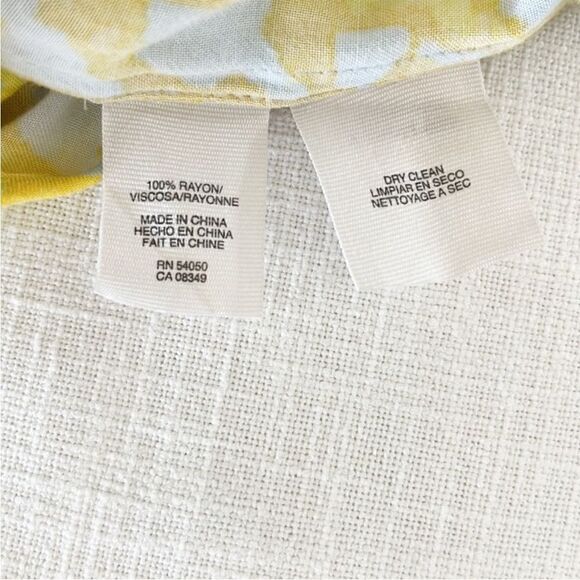 100% RAYON/
VISCOSA/RAYONNE
MADE IN CHINA
HECHO EN CHINA
FAIT EN CHINE
RN 54050
CA 08349
DRY CLEAN
LIMPIAR EN SECO
NETTOYAGE A SEC